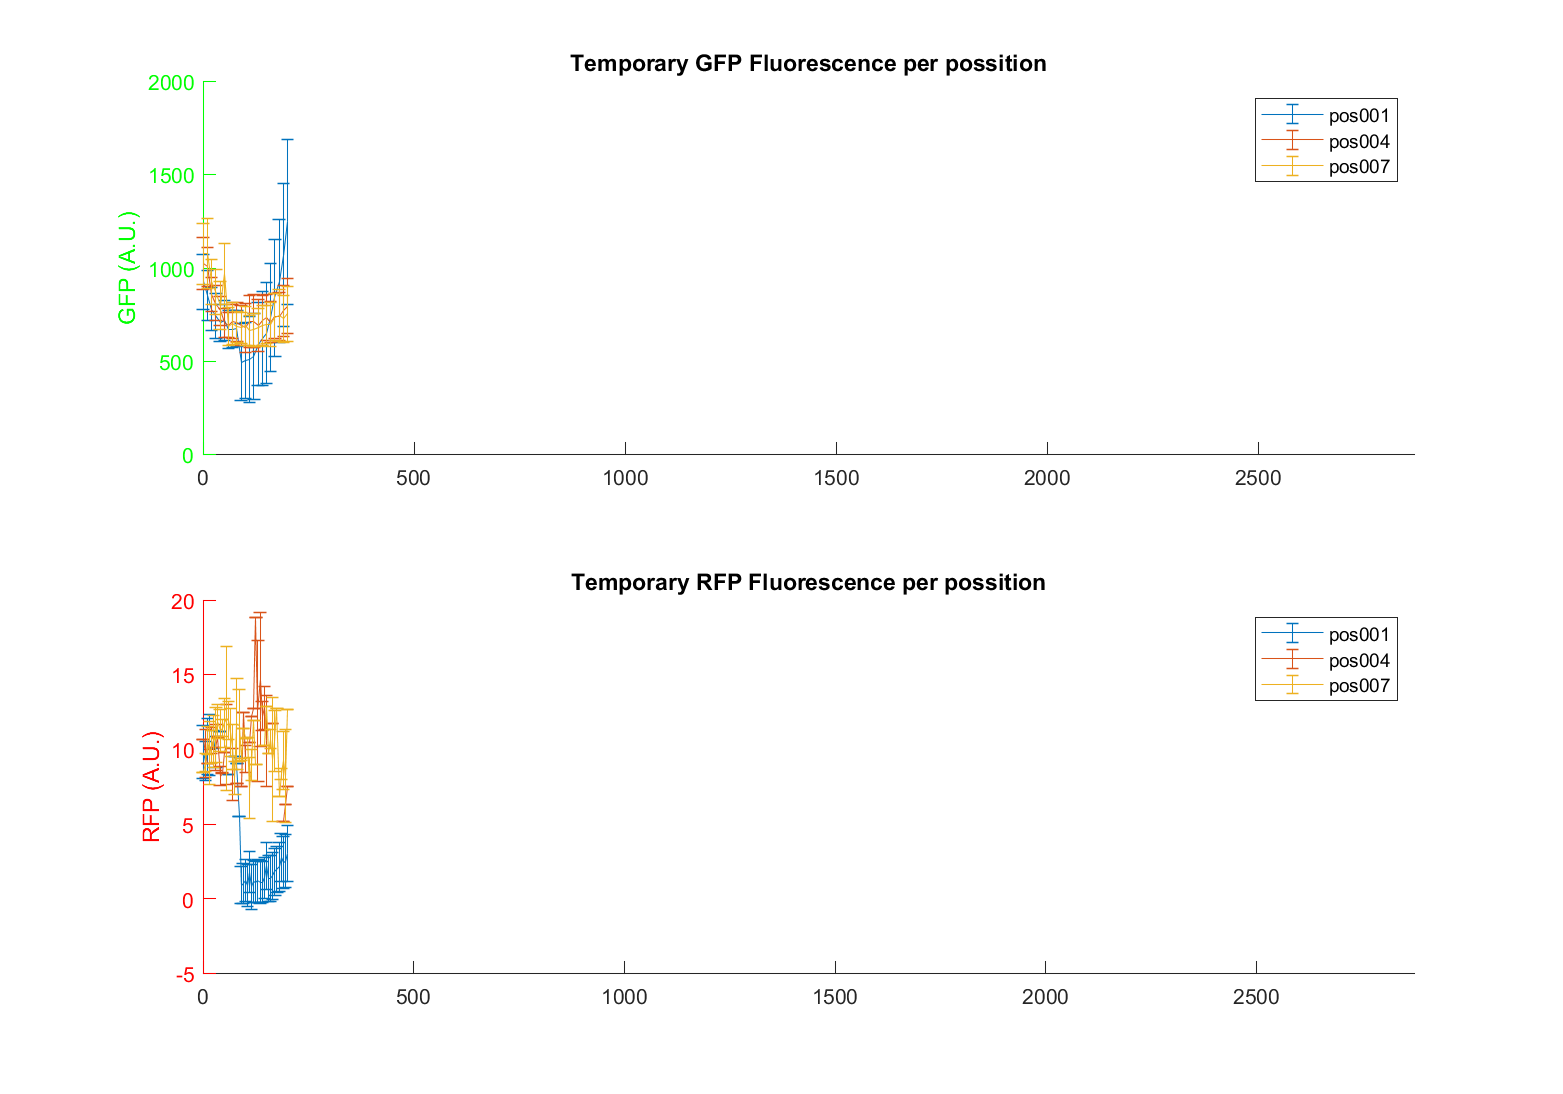 Temporary GFP Fluorescence per possition
2000
1500
1000
500
0
GFP (A.U.)
0 500 1000 1500 2000 2500
pos001
pos004
pos007
Temporary RFP Fluorescence per possition
20
15
10
5
0
-5
RFP (A.U.)
0 500 1000 1500 2000 2500
pos001
pos004
pos007